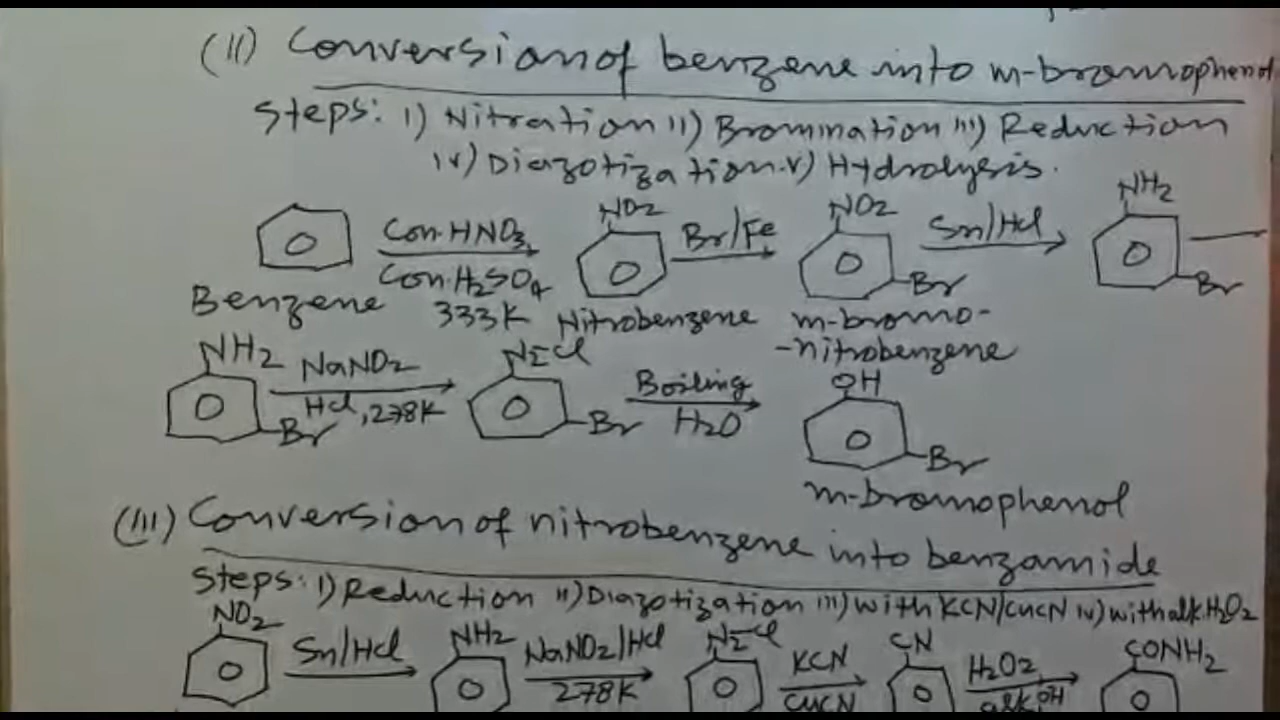 (II) Conversion of benzene into m-bromophenol
Steps: I) Nitration II) Bromination III) Reduction
IV) Diazotization V) Hydrolysis.
Con.HNO3 NO2 Br/Fe NO2 Sn/Hcl NH2
Con.H2SO4 Br Br
Benzene 333K Nitrobenzene m-bromo-
-nitrobenzene
NH2 NaNO2 N2Cl Boiling OH
Hcl, 278K H2O
Br Br Br
m-bromophenol
(III) Conversion of nitrobenzene into benzamide
Steps: I) Reduction II) Diazotization III) with KCN/CuCN IV) with alk.H2O2
NO2 Sn/Hcl NH2 NaNO2/Hcl N2Cl KCN CN H2O2 CONH2
278K CuCN alk.OH